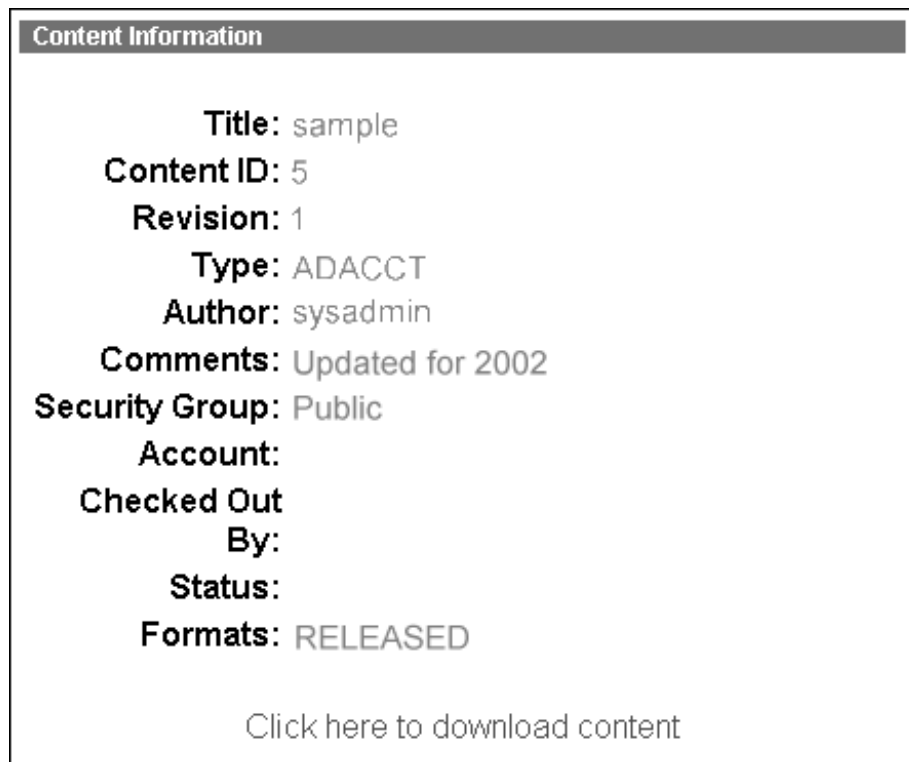 Content Information
Title: sample
Content ID: 5
Revision: 1
Type: ADACCT
Author: sysadmin
Comments: Updated for 2002
Security Group: Public
Account:
Checked Out
By:
Status:
Formats: RELEASED
Click here to download content